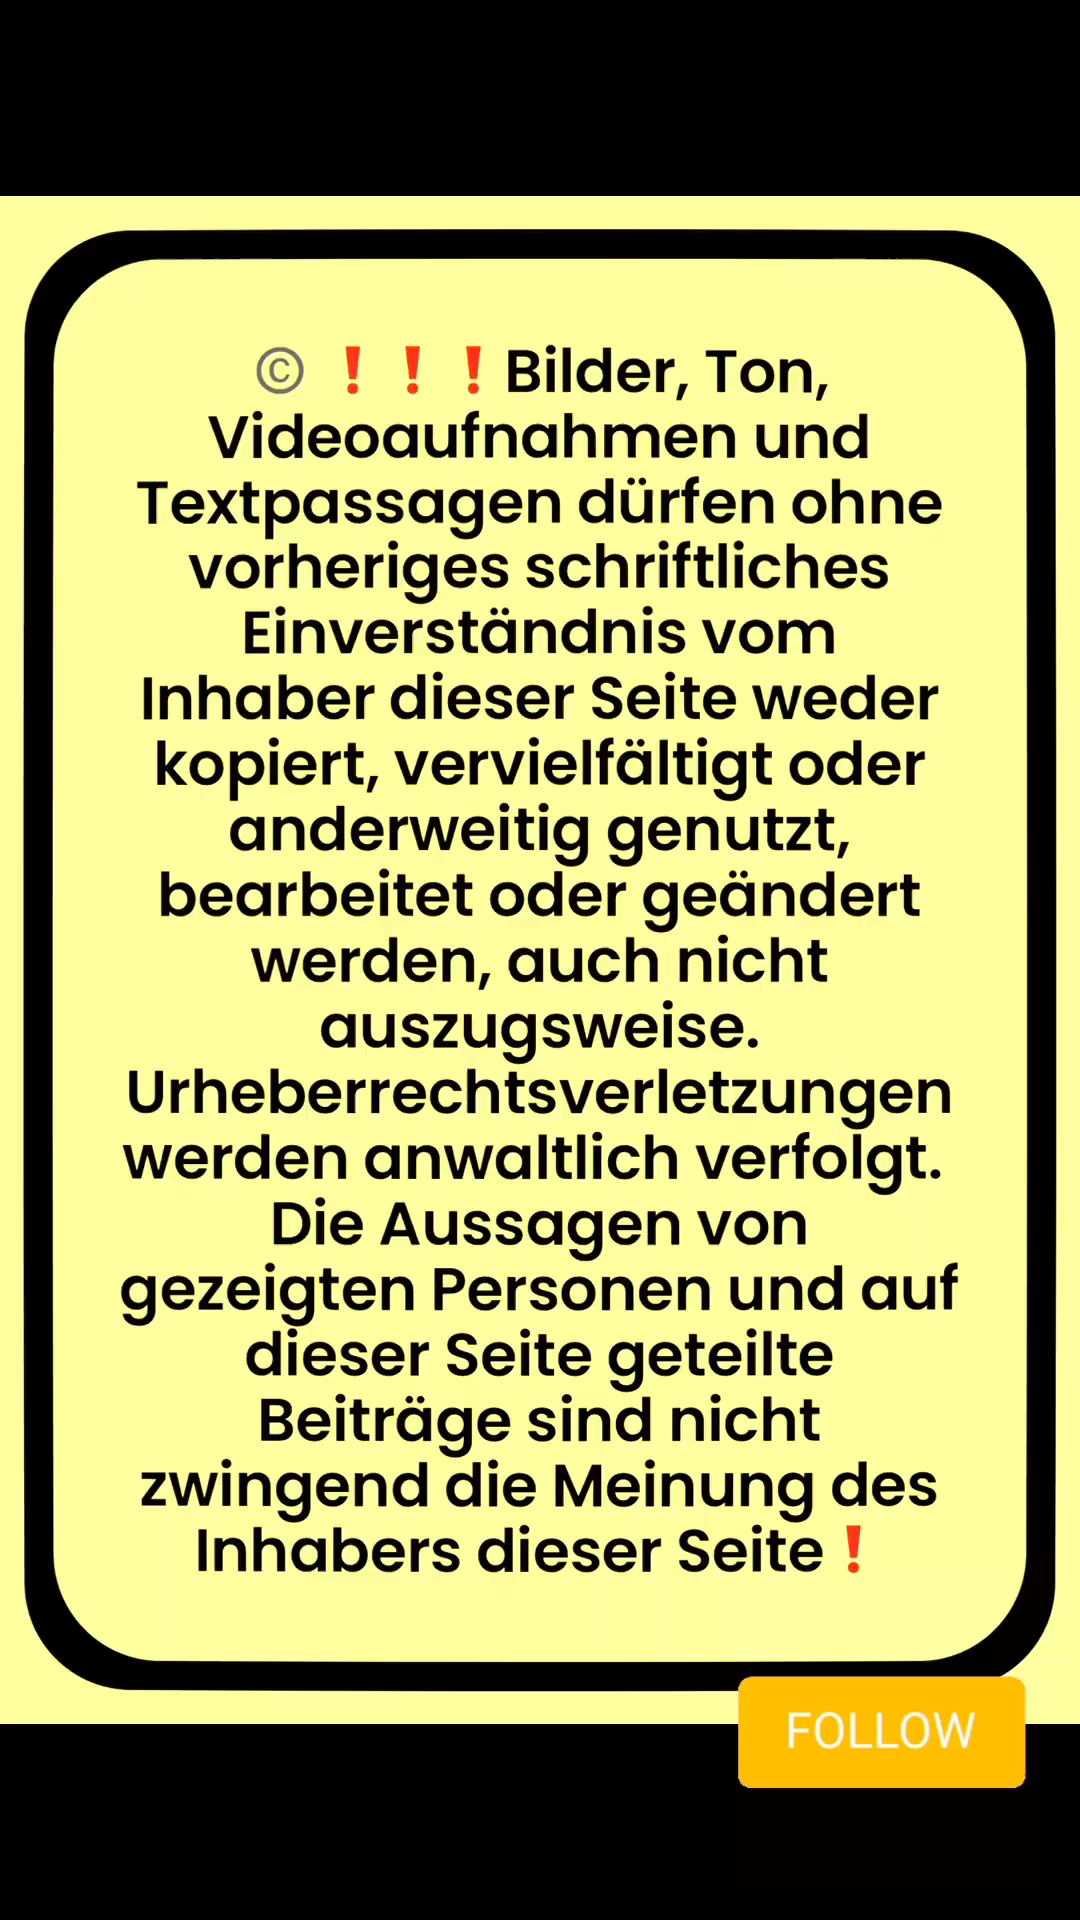 © ❗❗❗Bilder, Ton,
Videoaufnahmen und
Textpassagen dürfen ohne
vorheriges schriftliches
Einverständnis vom
Inhaber dieser Seite weder
kopiert, vervielfältigt oder
anderweitig genutzt,
bearbeitet oder geändert
werden, auch nicht
auszugsweise.
Urheberrechtsverletzungen
werden anwaltlich verfolgt.
Die Aussagen von
gezeigten Personen und auf
dieser Seite geteilte
Beiträge sind nicht
zwingend die Meinung des
Inhabers dieser Seite❗
FOLLOW